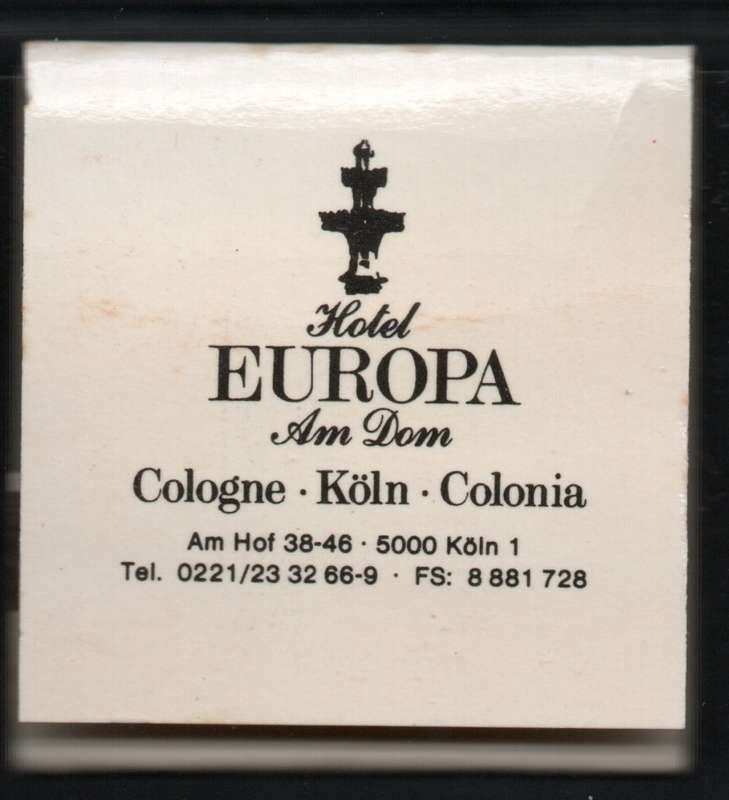 Hotel
EUROPA
Am Dom
Cologne · Köln · Colonia
Am Hof 38-46 · 5000 Köln 1
Tel. 0221/23 32 66-9 · FS: 8 881 728